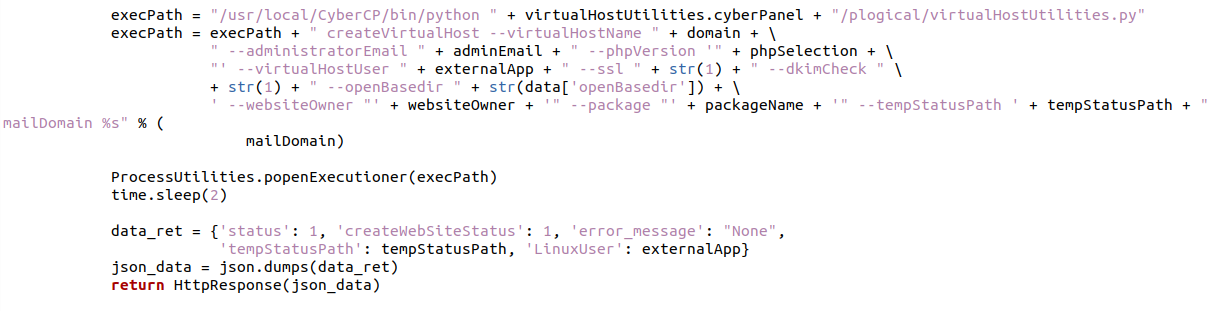 execPath = "/usr/local/CyberCP/bin/python " + virtualHostUtilities.cyberPanel + "/plogical/virtualHostUtilities.py"
execPath = execPath + " createVirtualHost --virtualHostName " + domain + \
" --administratorEmail " + adminEmail + " --phpVersion '" + phpSelection + \
"' --virtualHostUser " + externalApp + " --ssl " + str(1) + " --dkimCheck " \
+ str(1) + " --openBasedir " + str(data['openBasedir']) + \
' --websiteOwner "' + websiteOwner + '" --package "' + packageName + '" --tempStatusPath ' + tempStatusPath + "
mailDomain %s" % (
mailDomain)
ProcessUtilities.popenExecutioner(execPath)
time.sleep(2)
data_ret = {'status': 1, 'createWebSiteStatus': 1, 'error_message': "None",
'tempStatusPath': tempStatusPath, 'LinuxUser': externalApp}
json_data = json.dumps(data_ret)
return HttpResponse(json_data)